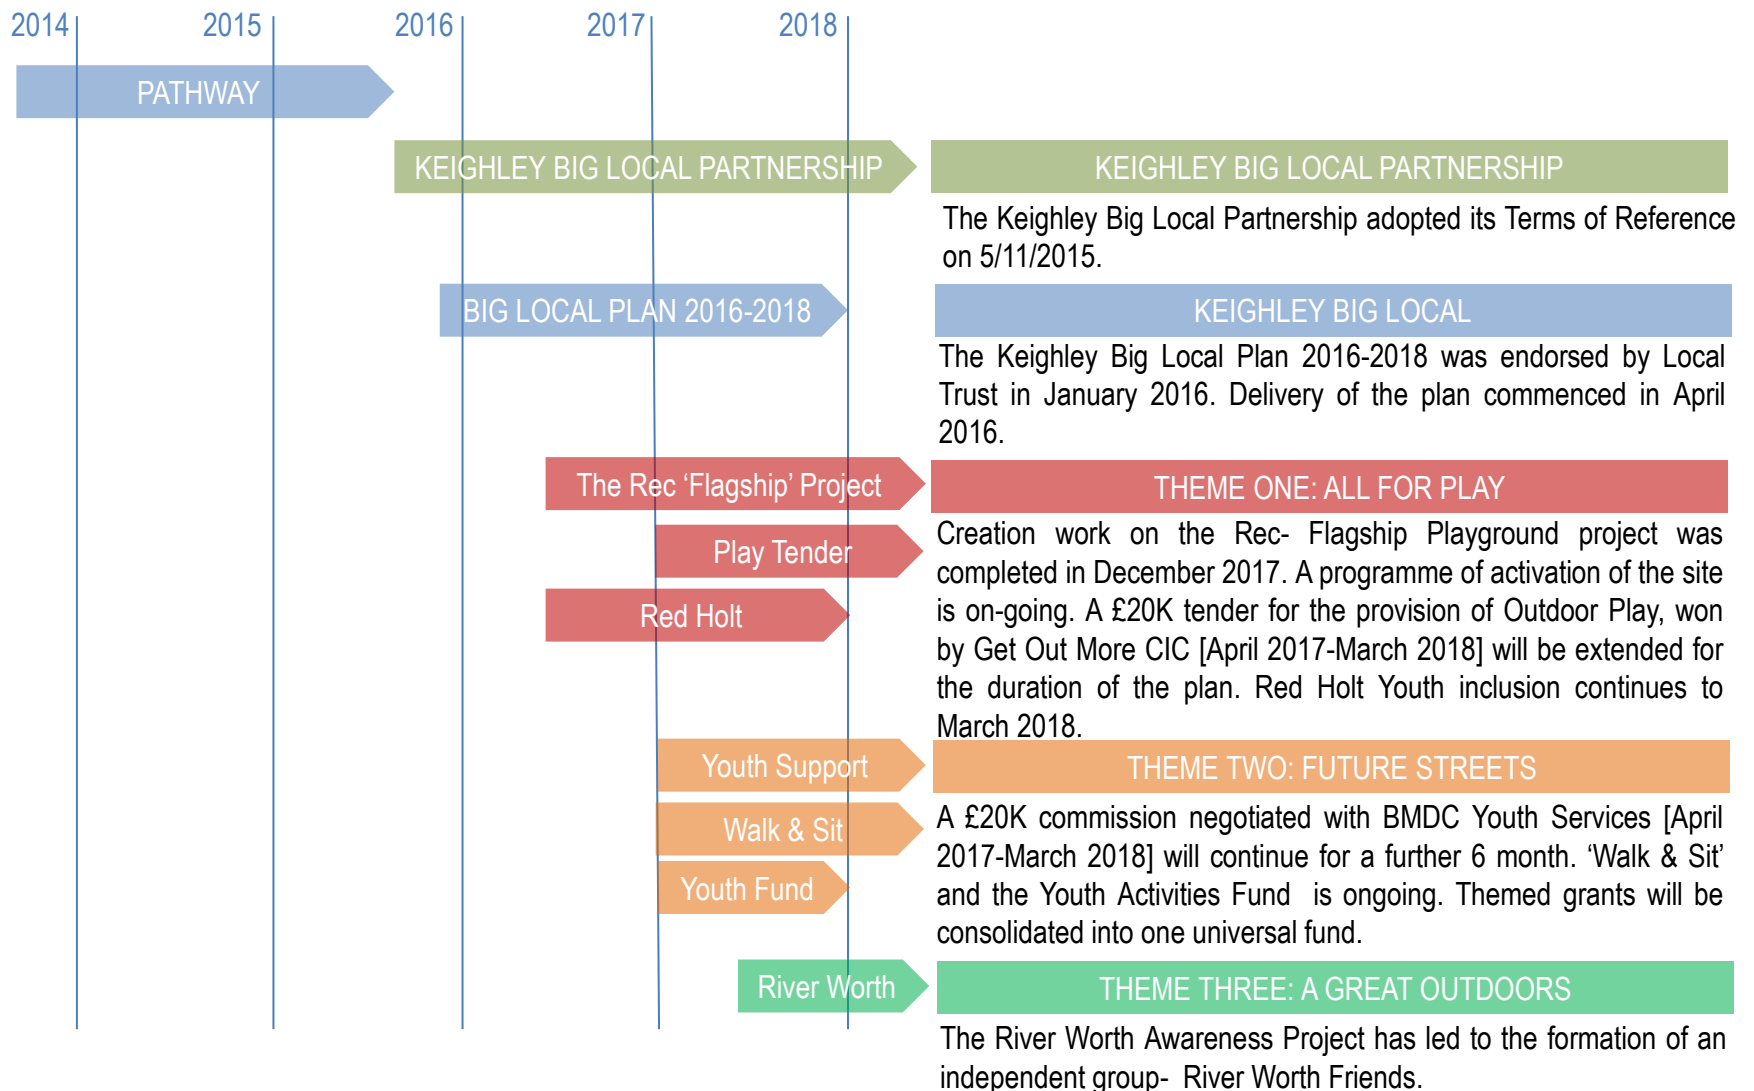 2014 2015 2016 2017 2018
PATHWAY
KEIGHLEY BIG LOCAL PARTNERSHIP
KEIGHLEY BIG LOCAL PARTNERSHIP
The Keighley Big Local Partnership adopted its Terms of Reference
on 5/11/2015.
BIG LOCAL PLAN 2016-2018
KEIGHLEY BIG LOCAL
The Keighley Big Local Plan 2016-2018 was endorsed by Local
Trust in January 2016. Delivery of the plan commenced in April
2016.
The Rec ‘Flagship’ Project
Play Tender
Red Holt
THEME ONE: ALL FOR PLAY
Creation work on the Rec- Flagship Playground project was
completed in December 2017. A programme of activation of the site
is on-going. A £20K tender for the provision of Outdoor Play, won
by Get Out More CIC [April 2017-March 2018] will be extended for
the duration of the plan. Red Holt Youth inclusion continues to
March 2018.
Youth Support
Walk & Sit
Youth Fund
THEME TWO: FUTURE STREETS
A £20K commission negotiated with BMDC Youth Services [April
2017-March 2018] will continue for a further 6 month. ‘Walk & Sit’
and the Youth Activities Fund is ongoing. Themed grants will be
consolidated into one universal fund.
River Worth
THEME THREE: A GREAT OUTDOORS
The River Worth Awareness Project has led to the formation of an
independent group- River Worth Friends.